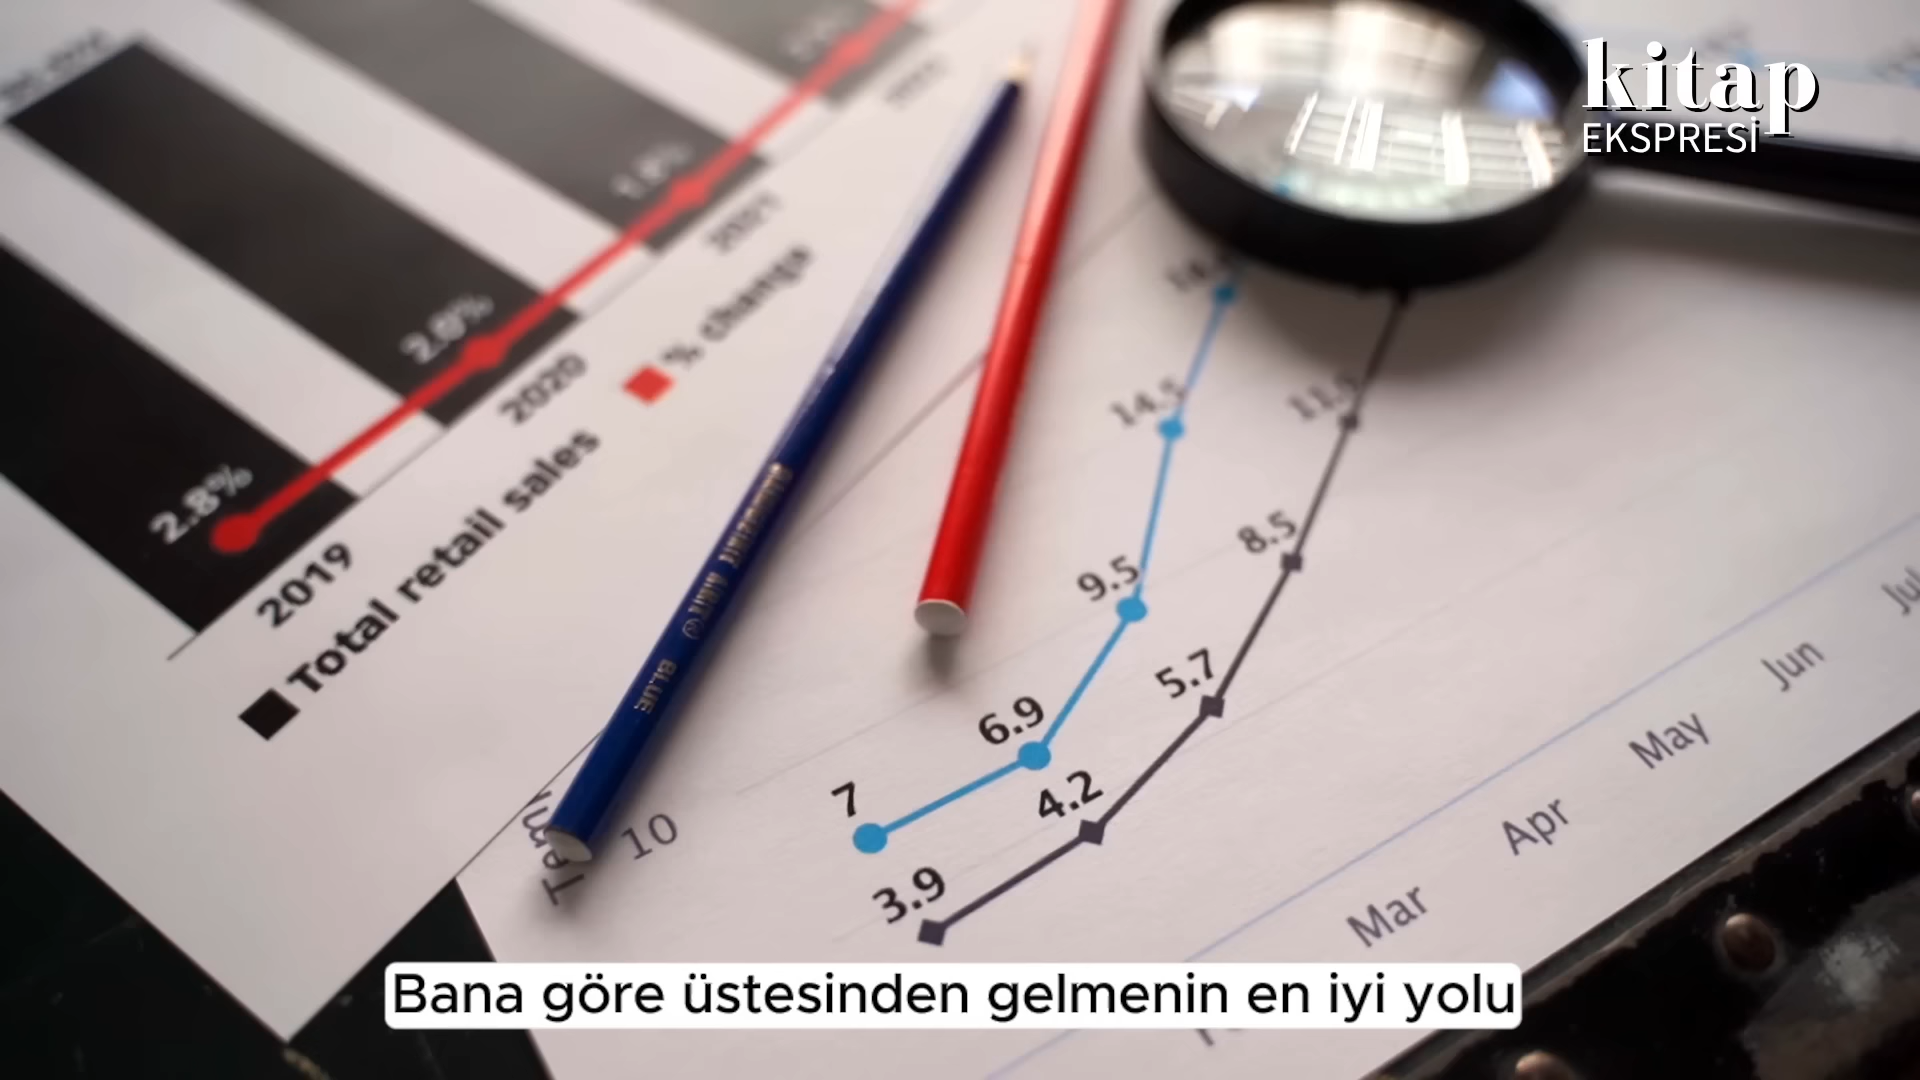 kitap
EKSPRESİ
2.8%
2.0%
2019
2020
2021
Total retail sales
% change
10
7
6.9
9.5
14.5
3.9
4.2
5.7
8.5
Mar
Apr
May
Jun
BLUE
Bana göre üstesinden gelmenin en iyi yolu